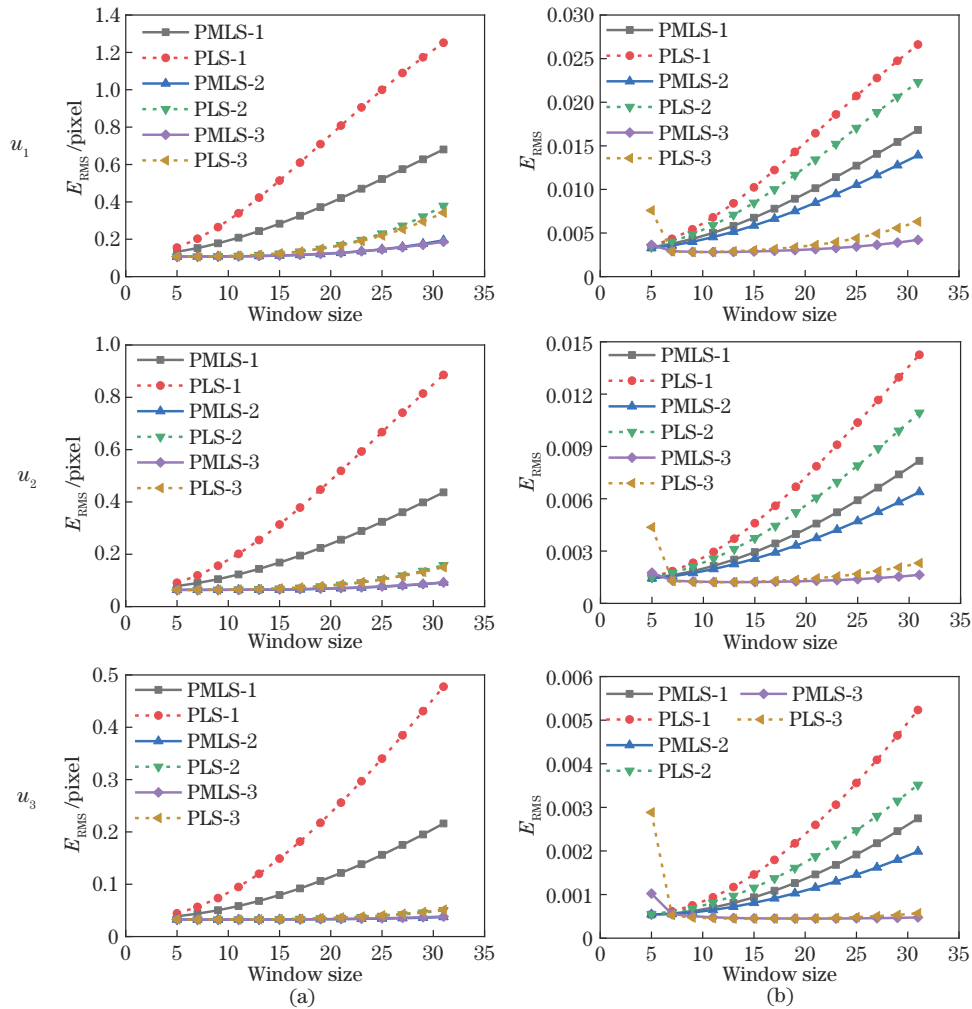 u1
1.4
1.2
1.0
0.8
0.6
0.4
0.2
0
E_RMS /pixel
PMLS-1
PLS-1
PMLS-2
PLS-2
PMLS-3
PLS-3
0 5 10 15 20 25 30 35
Window size
0.030
0.025
0.020
0.015
0.010
0.005
0
E_RMS
PMLS-1
PLS-1
PMLS-2
PLS-2
PMLS-3
PLS-3
0 5 10 15 20 25 30 35
Window size
u2
1.0
0.8
0.6
0.4
0.2
0
E_RMS /pixel
PMLS-1
PLS-1
PMLS-2
PLS-2
PMLS-3
PLS-3
0 5 10 15 20 25 30 35
Window size
0.015
0.012
0.009
0.006
0.003
0
E_RMS
PMLS-1
PLS-1
PMLS-2
PLS-2
PMLS-3
PLS-3
0 5 10 15 20 25 30 35
Window size
u3
0.5
0.4
0.3
0.2
0.1
0
E_RMS /pixel
PMLS-1
PLS-1
PMLS-2
PLS-2
PMLS-3
PLS-3
0 5 10 15 20 25 30 35
Window size
(a)
0.006
0.005
0.004
0.003
0.002
0.001
0
E_RMS
PMLS-1 PMLS-3
PLS-1 PLS-3
PMLS-2
PLS-2
0 5 10 15 20 25 30 35
Window size
(b)